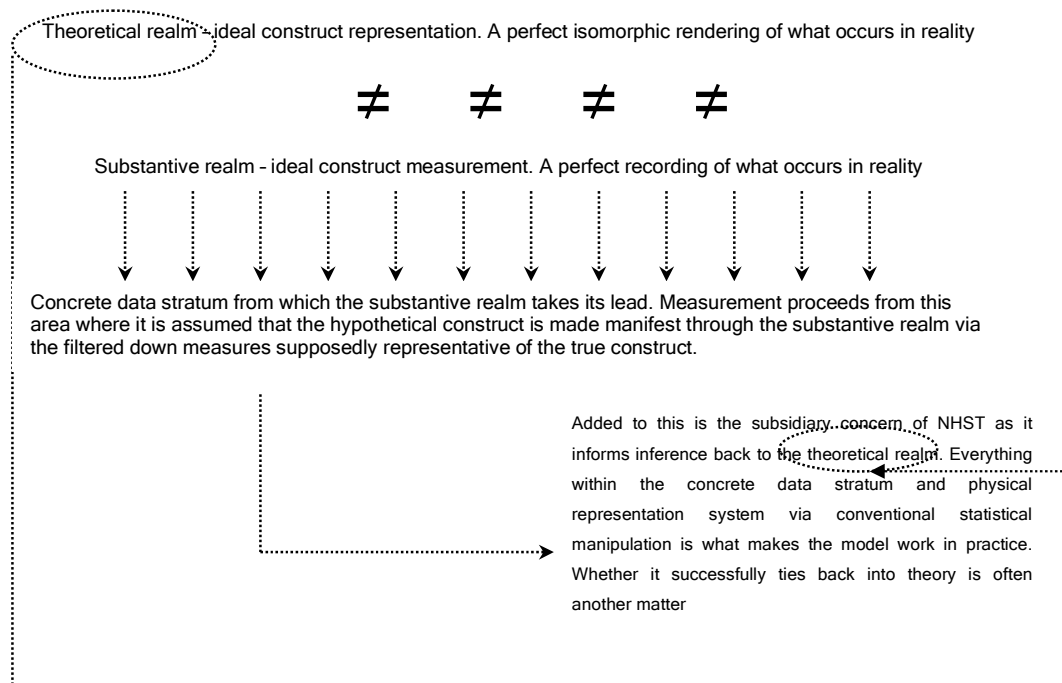 Theoretical realm – ideal construct representation. A perfect isomorphic rendering of what occurs in reality
≠ ≠ ≠ ≠
Substantive realm – ideal construct measurement. A perfect recording of what occurs in reality
Concrete data stratum from which the substantive realm takes its lead. Measurement proceeds from this
area where it is assumed that the hypothetical construct is made manifest through the substantive realm via
the filtered down measures supposedly representative of the true construct.
Added to this is the subsidiary concern of NHST as it
informs inference back to the theoretical realm. Everything
within the concrete data stratum and physical
representation system via conventional statistical
manipulation is what makes the model work in practice.
Whether it successfully ties back into theory is often
another matter